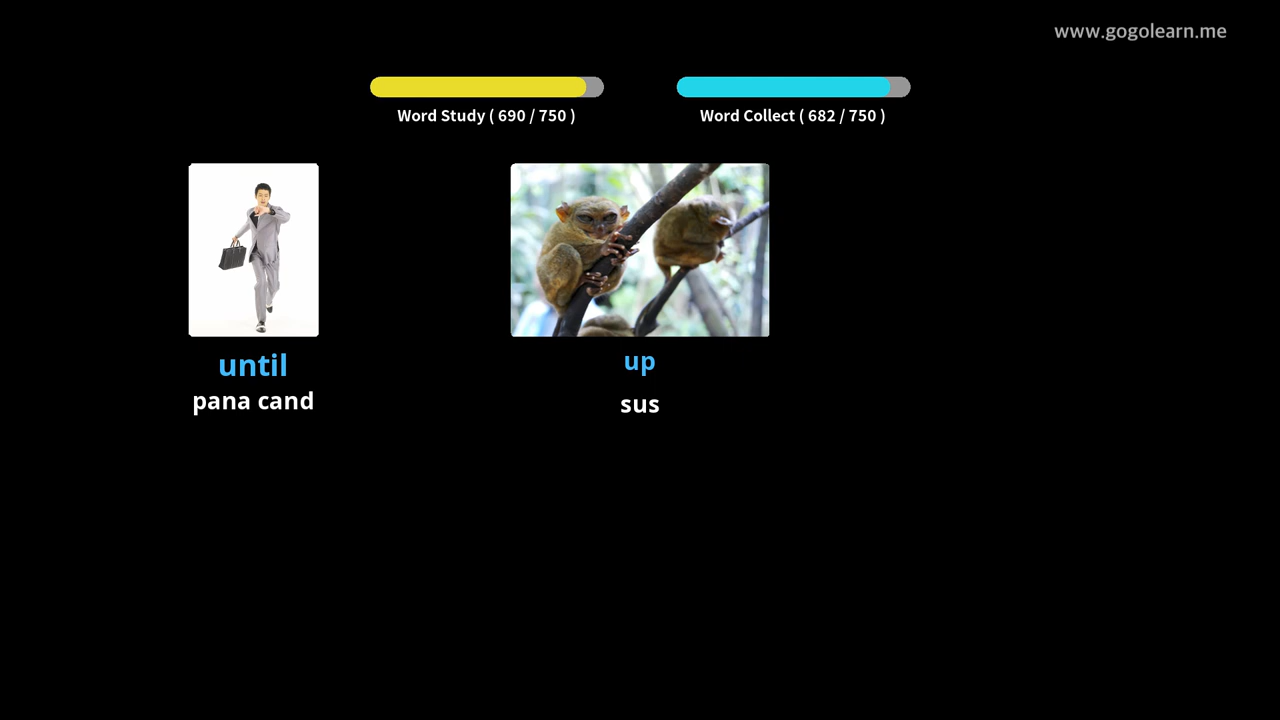 www.gogolearn.me
Word Study ( 690 / 750 )
Word Collect ( 682 / 750 )
until
pana cand
up
sus